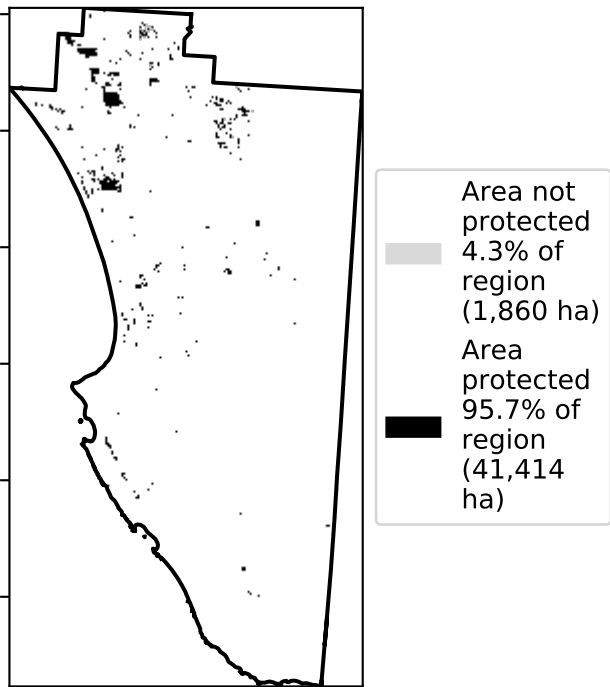 Area not
protected
4.3% of
region
(1,860 ha)
Area
protected
95.7% of
region
(41,414
ha)